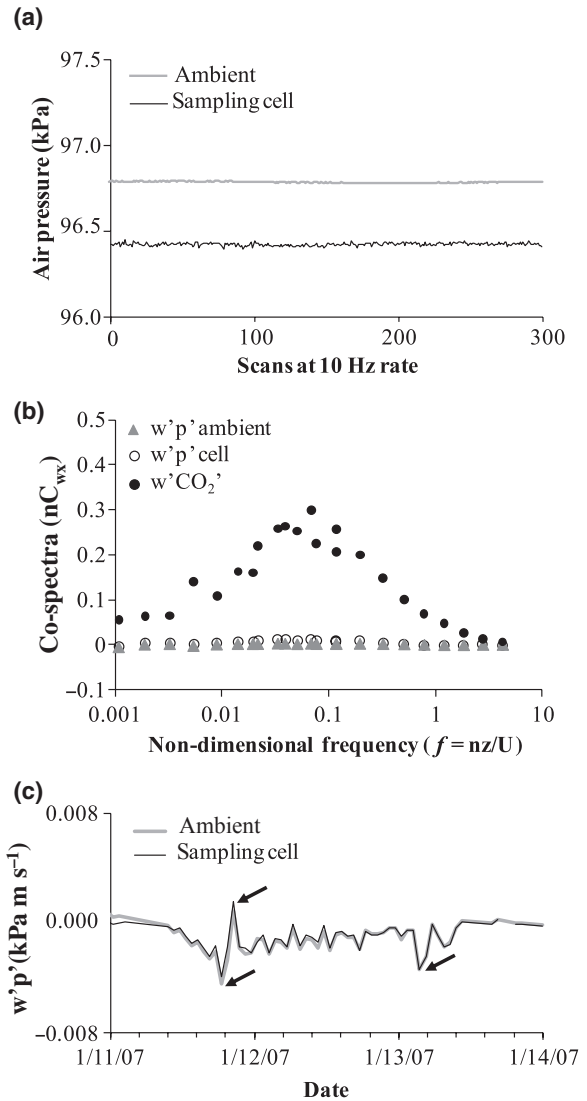 (a)
97.5
97.0
96.5
96.0
Air pressure (kPa)
Ambient
Sampling cell
0
100
200
300
Scans at 10 Hz rate
(b)
0.5
0.4
0.3
0.2
0.1
0
–0.1
Co-spectra (nCwx)
w'p' ambient
w'p' cell
w'CO₂'
0.001
0.01
0.1
1
10
Non-dimensional frequency (f = nz/U)
(c)
0.008
0.000
–0.008
w'p'(kPa m s⁻¹)
Ambient
Sampling cell
1/11/07
1/12/07
1/13/07
1/14/07
Date